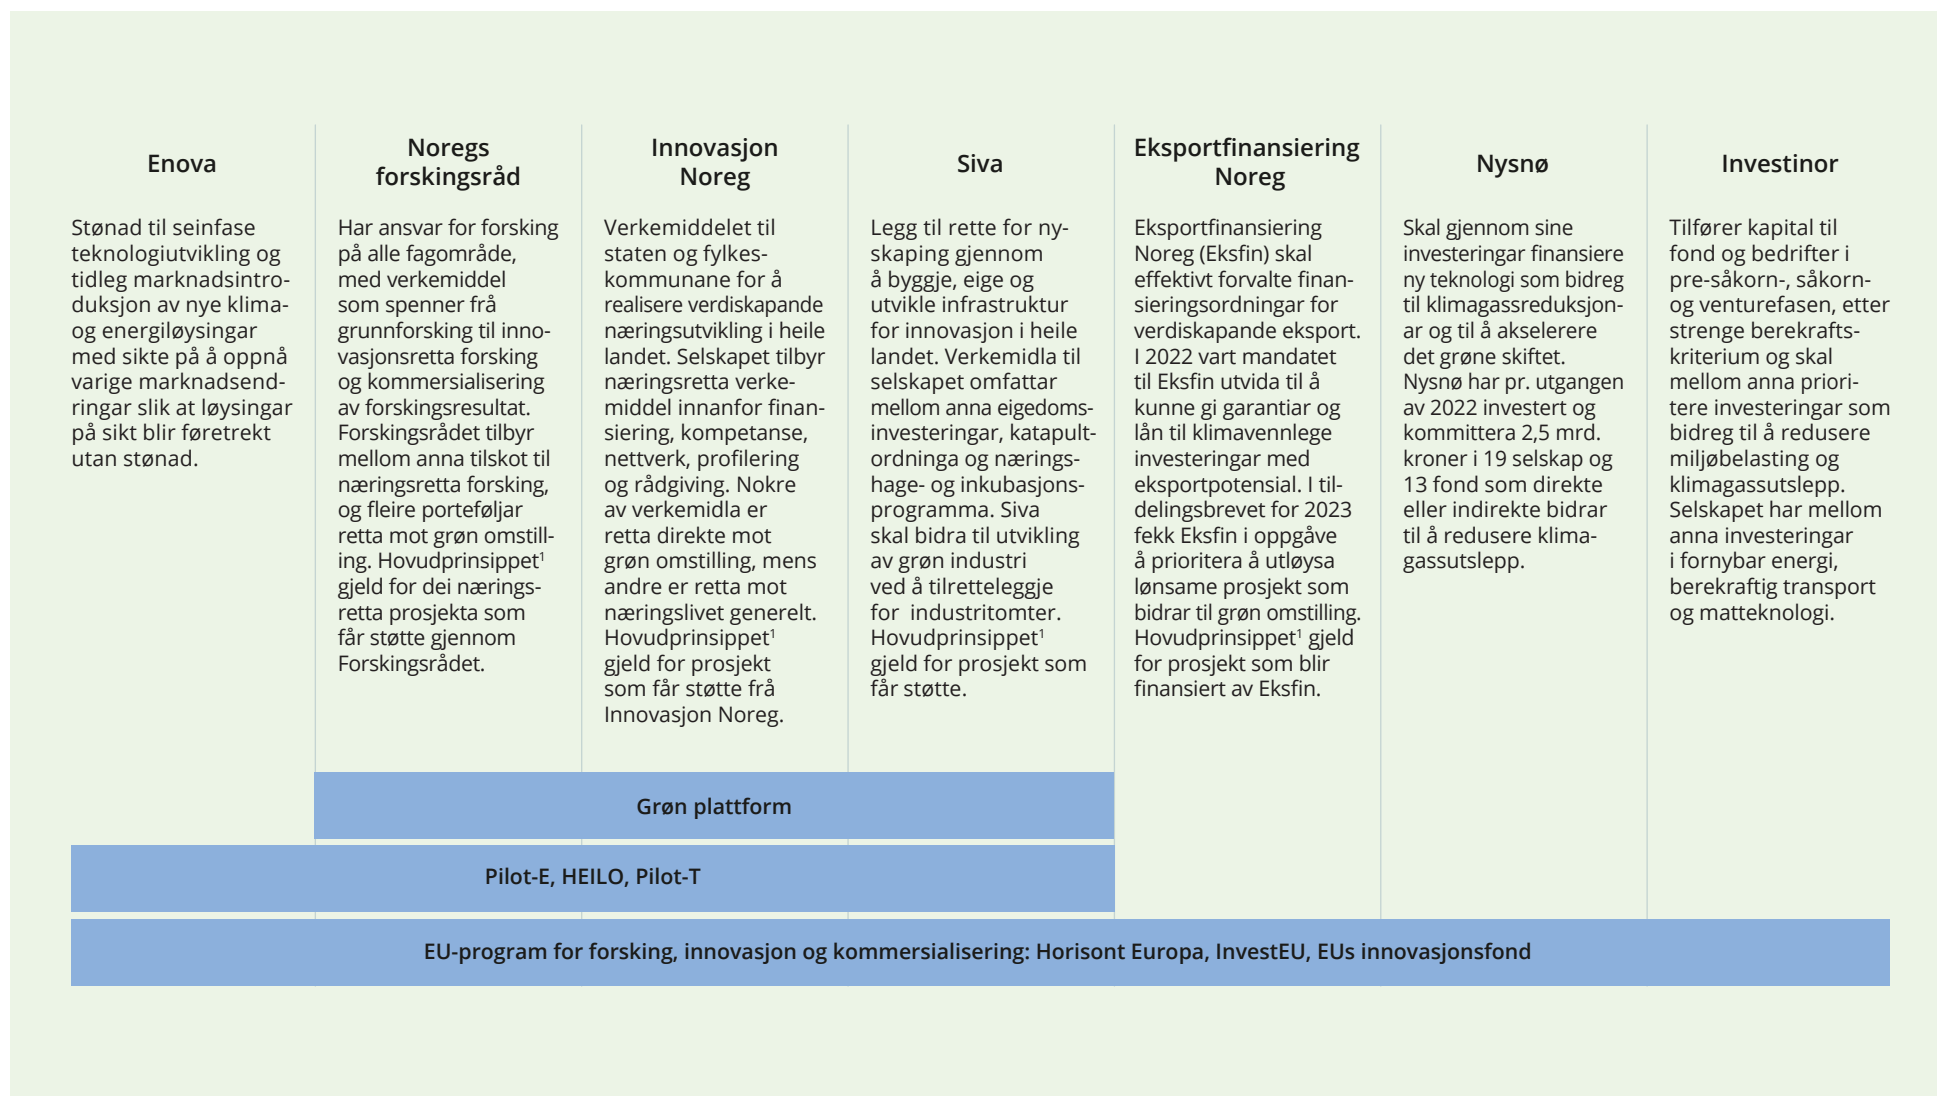 Enova
Stønad til seinfase
teknologiutvikling og
tidleg marknadsintro-
duksjon av nye klima-
og energiløysingar
med sikte på å oppnå
varige marknadsend-
ringar slik at løysingar
på sikt blir føretrekt
utan stønad.
Noregs
forskingsråd
Har ansvar for forsking
på alle fagområde,
med verkemiddel
som spenner frå
grunnforsking til inno-
vasjonsretta forsking
og kommersialisering
av forskingsresultat.
Forskingsrådet tilbyr
mellom anna tilskot til
næringsretta forsking,
og fleire porteføljar
retta mot grøn omstill-
ing. Hovudprinsippet¹
gjeld for dei nærings-
retta prosjekta som
får støtte gjennom
Forskingsrådet.
Innovasjon
Noreg
Verkemiddelet til
staten og fylkes-
kommunane for å
realisere verdiskapande
næringsutvikling i heile
landet. Selskapet tilbyr
næringsretta verke-
middel innanfor finan-
siering, kompetanse,
nettverk, profilering
og rådgiving. Nokre
av verkemidla er
retta direkte mot
grøn omstilling, mens
andre er retta mot
næringslivet generelt.
Hovudprinsippet¹
gjeld for prosjekt
som får støtte frå
Innovasjon Noreg.
Siva
Legg til rette for ny-
skaping gjennom
å byggje, eige og
utvikle infrastruktur
for innovasjon i heile
landet. Verkemidla til
selskapet omfattar
mellom anna eigedoms-
investeringar, katapult-
ordninga og nærings-
hage- og inkubasjons-
programma. Siva
skal bidra til utvikling
av grøn industri
ved å tilretteleggje
for industritomter.
Hovudprinsippet¹
gjeld for prosjekt som
får støtte.
Eksportfinansiering
Noreg
Eksportfinansiering
Noreg (Eksfin) skal
effektivt forvalte finan-
sieringsordningar for
verdiskapande eksport.
I 2022 vart mandatet
til Eksfin utvida til å
kunne gi garantiar og
lån til klimavennlege
investeringar med
eksportpotensial. I til-
delingsbrevet for 2023
fekk Eksfin i oppgåve
å prioritera å utløysa
lønsame prosjekt som
bidrar til grøn omstilling.
Hovudprinsippet¹ gjeld
for prosjekt som blir
finansiert av Eksfin.
Nysnø
Skal gjennom sine
investeringar finansiere
ny teknologi som bidreg
til klimagassreduksjon-
ar og til å akselerere
det grøne skiftet.
Nysnø har pr. utgangen
av 2022 investert og
kommittera 2,5 mrd.
kroner i 19 selskap og
13 fond som direkte
eller indirekte bidrar
til å redusere klima-
gassutslepp.
Investinor
Tilfører kapital til
fond og bedrifter i
pre-såkorn-, såkorn-
og venturefasen, etter
strenge berekrafts-
kriterium og skal
mellom anna priori-
tere investeringar som
bidreg til å redusere
miljøbelasting og
klimagassutslepp.
Selskapet har mellom
anna investeringar
i fornybar energi,
berekraftig transport
og matteknologi.
Grøn plattform
Pilot-E, HEILO, Pilot-T
EU-program for forsking, innovasjon og kommersialisering: Horisont Europa, InvestEU, EUs innovasjonsfond